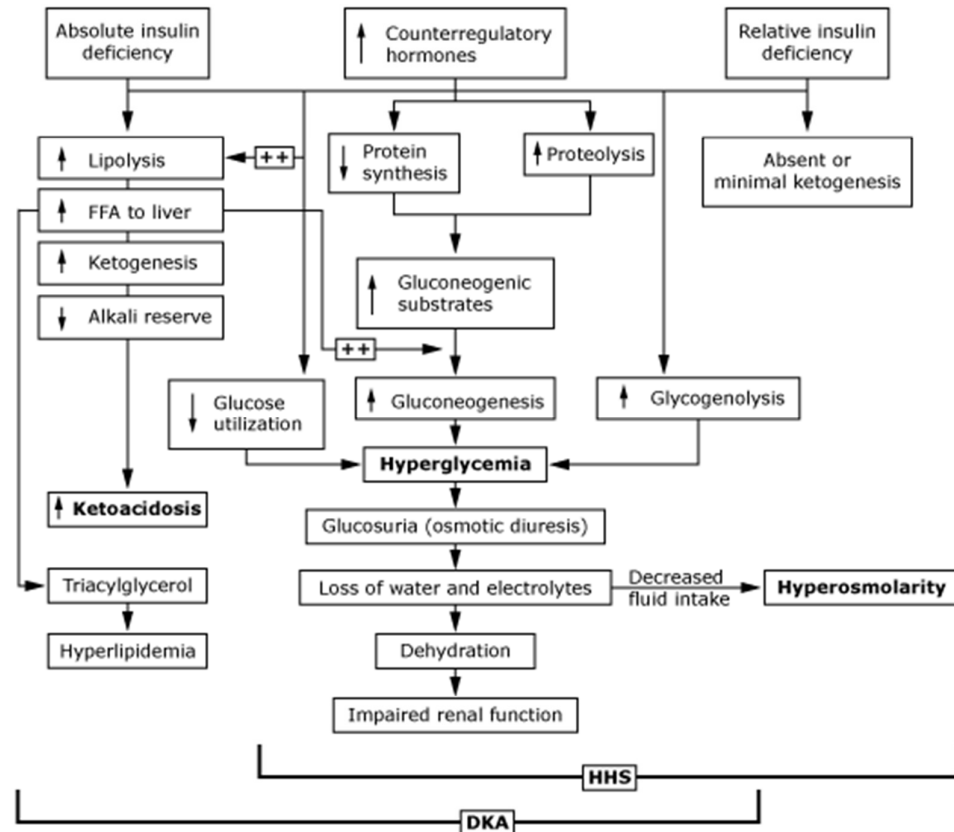 Absolute insulin
deficiency
Counterregulatory
hormones
Relative insulin
deficiency
Lipolysis
++
Protein
synthesis
Proteolysis
Absent or
minimal ketogenesis
FFA to liver
Ketogenesis
Alkali reserve
Gluconeogenic
substrates
++
Glucose
utilization
Gluconeogenesis
Glycogenolysis
Hyperglycemia
Ketoacidosis
Glucosuria (osmotic diuresis)
Triacylglycerol
Loss of water and electrolytes
Decreased
fluid intake
Hyperosmolarity
Hyperlipidemia
Dehydration
Impaired renal function
HHS
DKA